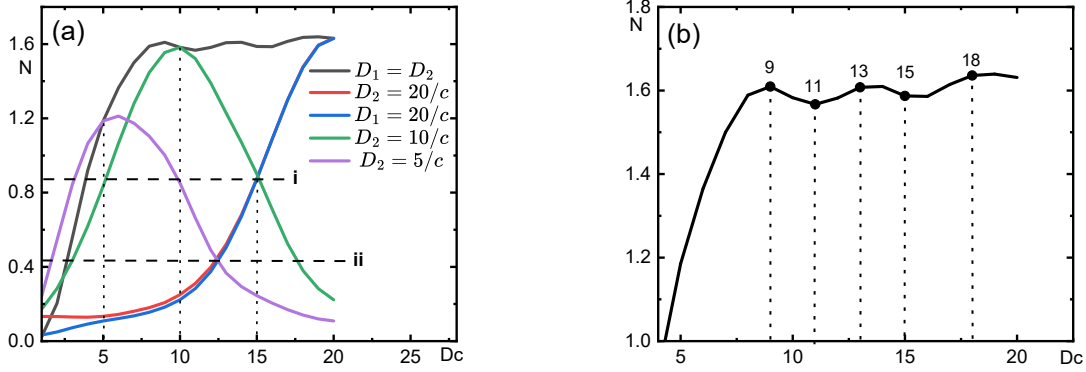 (a)
N
1.6
1.2
0.8
0.4
0.0
D₁ = D₂
D₂ = 20/c
D₁ = 20/c
D₂ = 10/c
D₂ = 5/c
i
ii
5 10 15 20 25 Dc
(b)
N
1.8
1.6
1.4
1.2
1.0
9 11 13 15 18
5 10 15 20 Dc